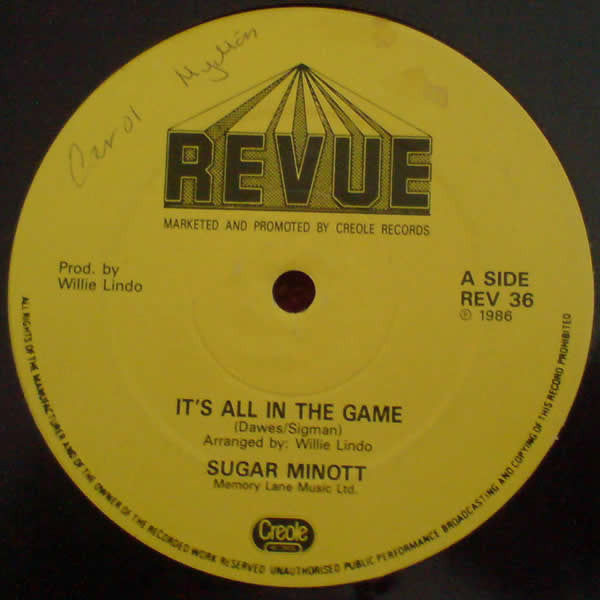 Carol
REVUE
MARKETED AND PROMOTED BY CREOLE RECORDS
Prod. by
Willie Lindo
A SIDE
REV 36
℗ 1986
IT'S ALL IN THE GAME
(Dawes/Sigman)
Arranged by: Willie Lindo
SUGAR MINOTT
Memory Lane Music Ltd.
Creole
ALL RIGHTS OF THE MANUFACTURER AND OF THE OWNER OF THE RECORDED WORK RESERVED UNAUTHORISED PUBLIC PERFORMANCE BROADCASTING AND COPYING OF THIS RECORD PROHIBITED